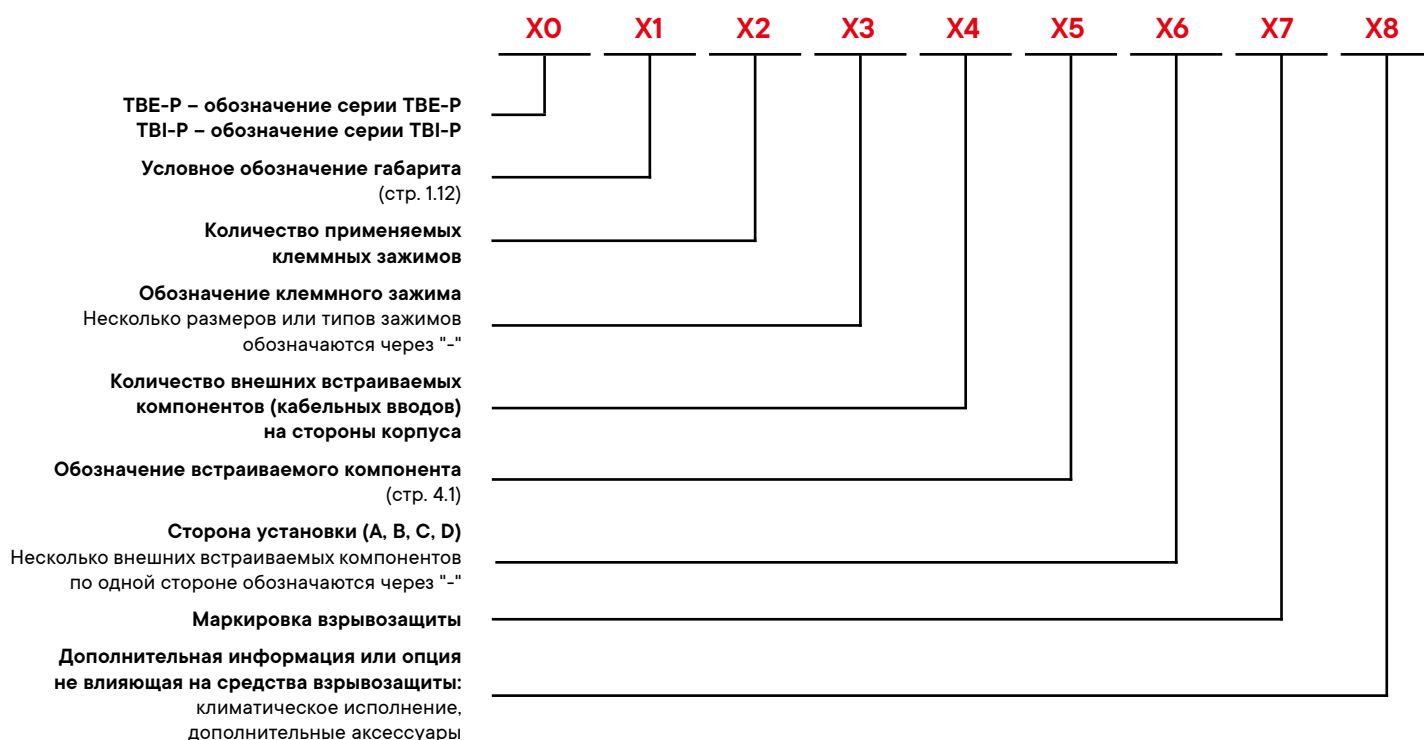 X0 X1 X2 X3 X4 X5 X6 X7 X8
TBE-P – обозначение серии TBE-P
TBI-P – обозначение серии TBI-P
Условное обозначение габарита
(стр. 1.12)
Количество применяемых
клеммных зажимов
Обозначение клеммного зажима
Несколько размеров или типов зажимов
обозначаются через "-"
Количество внешних встраиваемых
компонентов (кабельных вводов)
на стороны корпуса
Обозначение встраиваемого компонента
(стр. 4.1)
Сторона установки (A, B, C, D)
Несколько внешних встраиваемых компонентов
по одной стороне обозначаются через "-"
Маркировка взрывозащиты
Дополнительная информация или опция
не влияющая на средства взрывозащиты:
климатическое исполнение,
дополнительные аксессуары